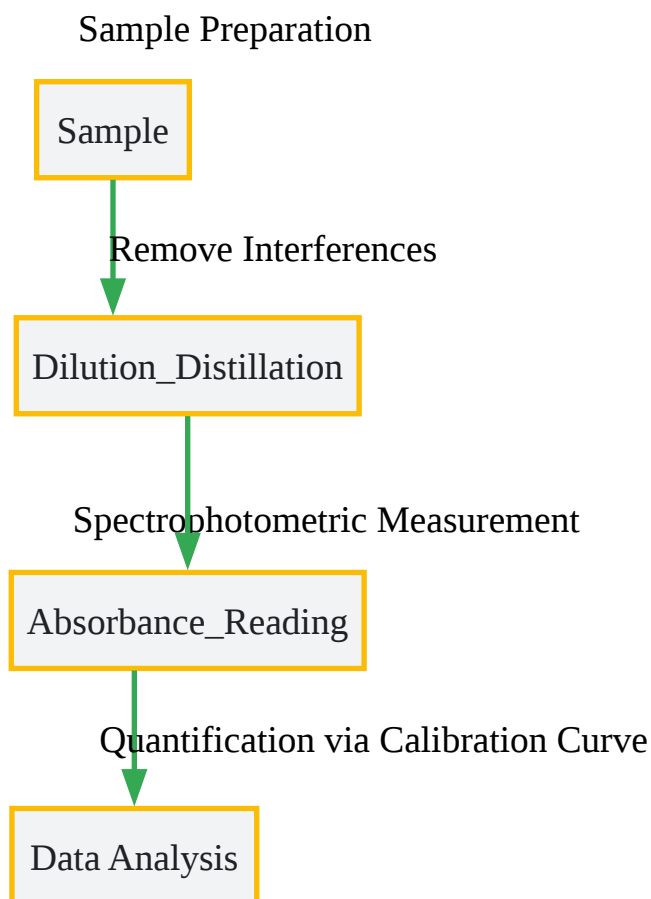 Sample Preparation
Sample
Remove Interferences
Dilution_Distillation
Spectrophotometric Measurement
Absorbance_Reading
Quantification via Calibration Curve
Data Analysis